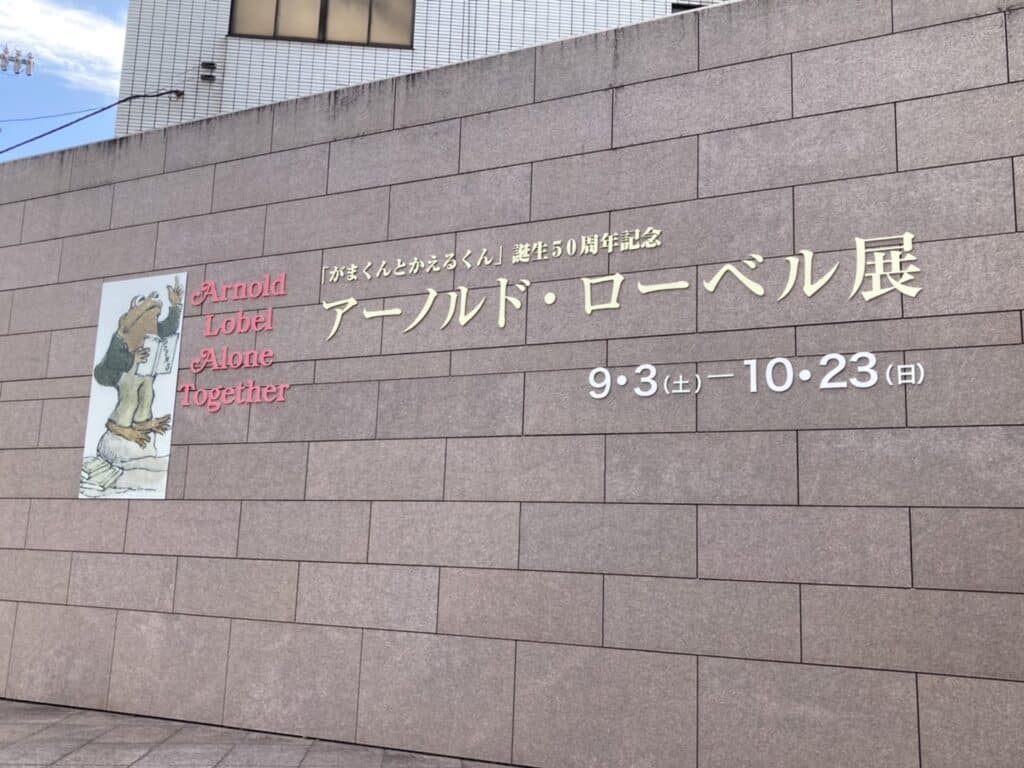 Arnold
Lobel
Alone
Together
「がまくんとかえるくん」誕生50周年記念
アーノルド・ローベル展
9・3(土)―10・23(日)